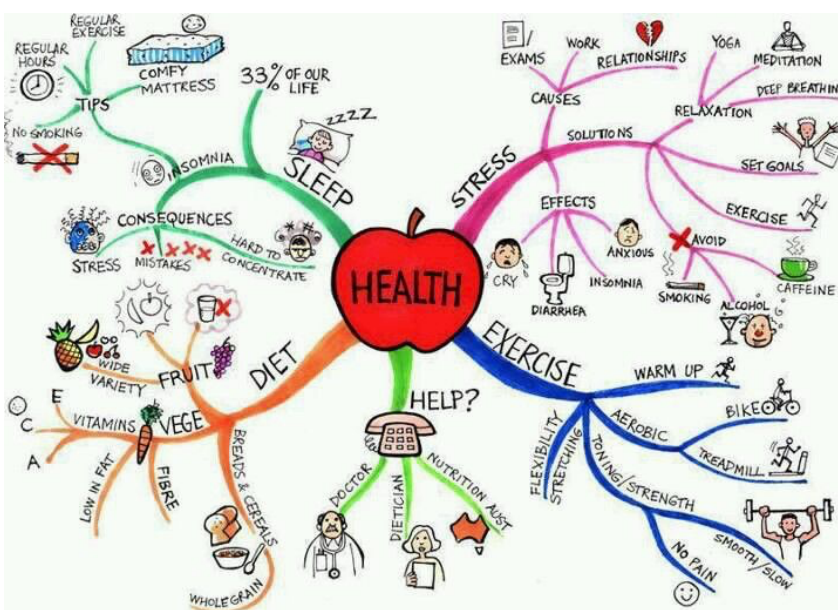 HEALTH
SLEEP
33% OF OUR
LIFE
ZZZZ
INSOMNIA
TIPS
REGULAR
EXERCISE
REGULAR
HOURS
COMFY
MATTRESS
NO SMOKING
CONSEQUENCES
STRESS
MISTAKES
HARD TO
CONCENTRATE
STRESS
CAUSES
EXAMS
WORK
RELATIONSHIPS
SOLUTIONS
RELAXATION
YOGA
MEDITATION
DEEP BREATHIN
SET GOALS
EXERCISE
AVOID
SMOKING
ALCOHOL
CAFFEINE
EFFECTS
CRY
DIARRHEA
INSOMNIA
ANXIOUS
DIET
FRUIT
WIDE
VARIETY
VEGE
VITAMINS
E
C
A
LOW IN FAT
FIBRE
BREADS & CEREALS
WHOLEGRAIN
HELP?
DOCTOR
DIETICIAN
NUTRITION AUST
EXERCISE
WARM UP
AEROBIC
BIKE
TREADMILL
TONING/STRENGTH
SMOOTH/SLOW
NO PAIN
FLEXIBILITY
STRETCHING